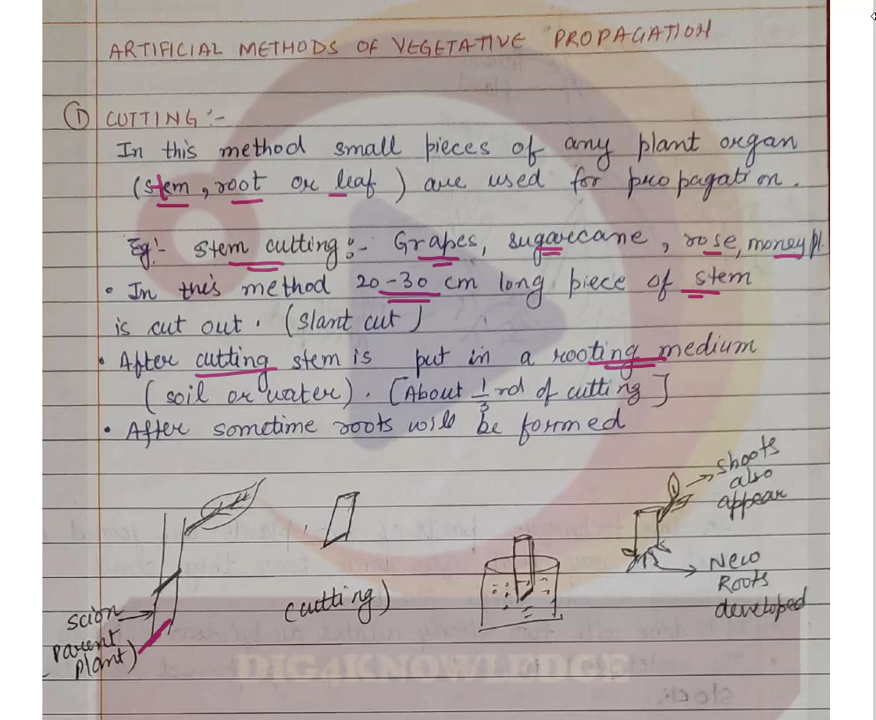 ARTIFICIAL METHODS OF VEGETATIVE PROPAGATION
① CUTTING :-
In this method small pieces of any plant organ
(stem, root or leaf) are used for propagation.
Eg:- Stem cutting :- Grapes, sugarcane, rose, money pl.
• In this method 20-30 cm long piece of stem
is cut out. (Slant cut)
• After cutting stem is put in a rooting medium
(soil or water). [About 1/3 rd of cutting]
• After sometime roots will be formed
shoots
also
appear
New
Roots
developed
scion
Parent
plant)
(cutting)
DIG4KNOWLEDGE